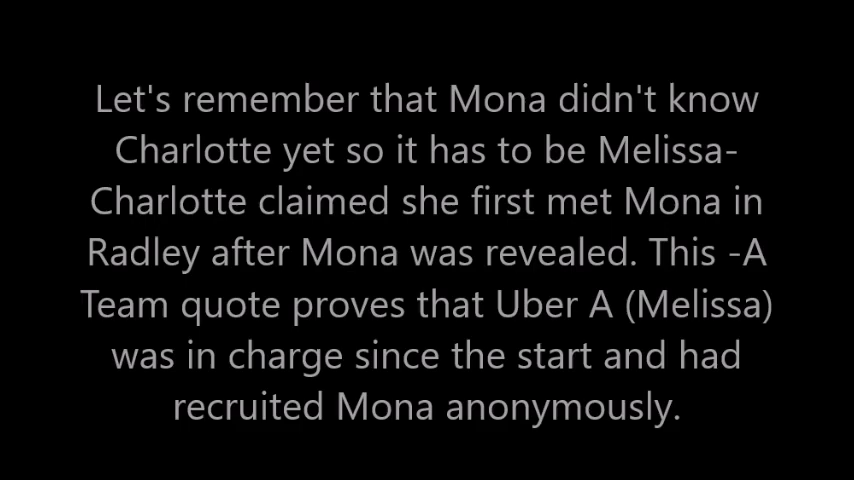 Let's remember that Mona didn't know
Charlotte yet so it has to be Melissa-
Charlotte claimed she first met Mona in
Radley after Mona was revealed. This -A
Team quote proves that Uber A (Melissa)
was in charge since the start and had
recruited Mona anonymously.